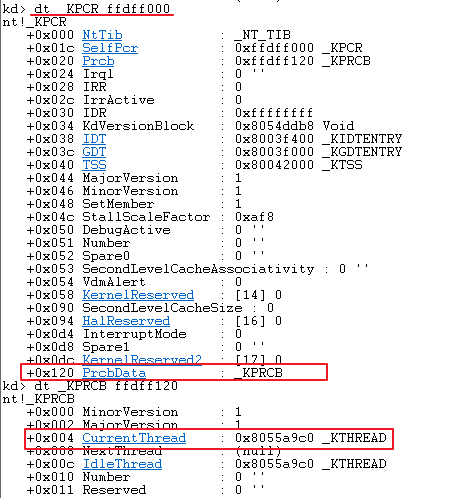 kd> dt _KPCR ffdff000
nt!_KPCR
+0x000 NtTib : _NT_TIB
+0x01c SelfPcr : 0xffdff000 _KPCR
+0x020 Prcb : 0xffdff120 _KPRCB
+0x024 Irql : 0 ''
+0x028 IRR : 0
+0x02c IrrActive : 0
+0x030 IDR : 0xffffffff
+0x034 KdVersionBlock : 0x8054ddb8 Void
+0x038 IDT : 0x8003f400 _KIDTENTRY
+0x03c GDT : 0x8003f000 _KGDTENTRY
+0x040 TSS : 0x80042000 _KTSS
+0x044 MajorVersion : 1
+0x046 MinorVersion : 1
+0x048 SetMember : 1
+0x04c StallScaleFactor : 0xaf8
+0x050 DebugActive : 0 ''
+0x051 Number : 0 ''
+0x052 Spare0 : 0 ''
+0x053 SecondLevelCacheAssociativity : 0 ''
+0x054 VdmAlert : 0
+0x058 KernelReserved : [14] 0
+0x090 SecondLevelCacheSize : 0
+0x094 HalReserved : [16] 0
+0x0d4 InterruptMode : 0
+0x0d8 Spare1 : 0 ''
+0x0dc KernelReserved2 : [17] 0
+0x120 PrcbData : _KPRCB
kd> dt _KPRCB ffdff120
nt!_KPRCB
+0x000 MinorVersion : 1
+0x002 MajorVersion : 1
+0x004 CurrentThread : 0x8055a9c0 _KTHREAD
+0x008 NextThread : (null)
+0x00c IdleThread : 0x8055a9c0 _KTHREAD
+0x010 Number : 0 ''
+0x011 Reserved : 0 ''